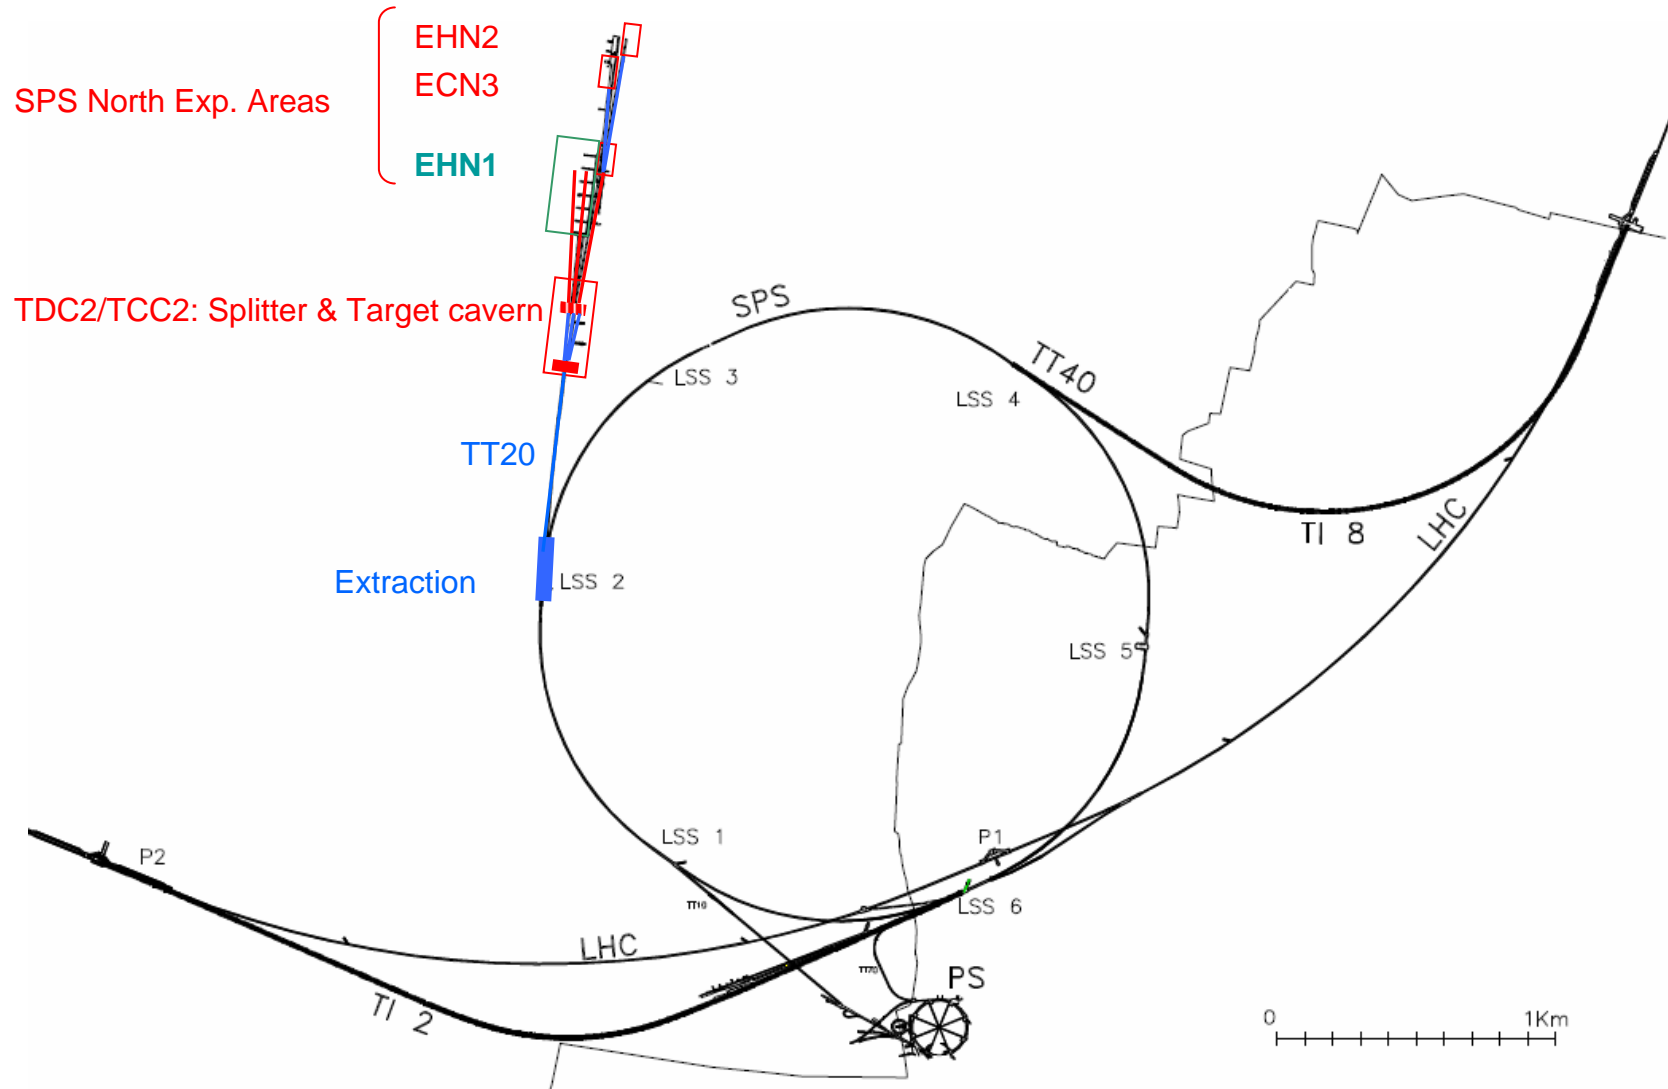 EHN2
ECN3
SPS North Exp. Areas
EHN1
TDC2/TCC2: Splitter & Target cavern
SPS
TT40
LSS 3
LSS 4
TT20
LHC
TI 8
Extraction
LSS 2
LSS 5
LSS 1
P1
P2
TT10
LSS 6
LHC
TT70
PS
TI 2
0 1Km